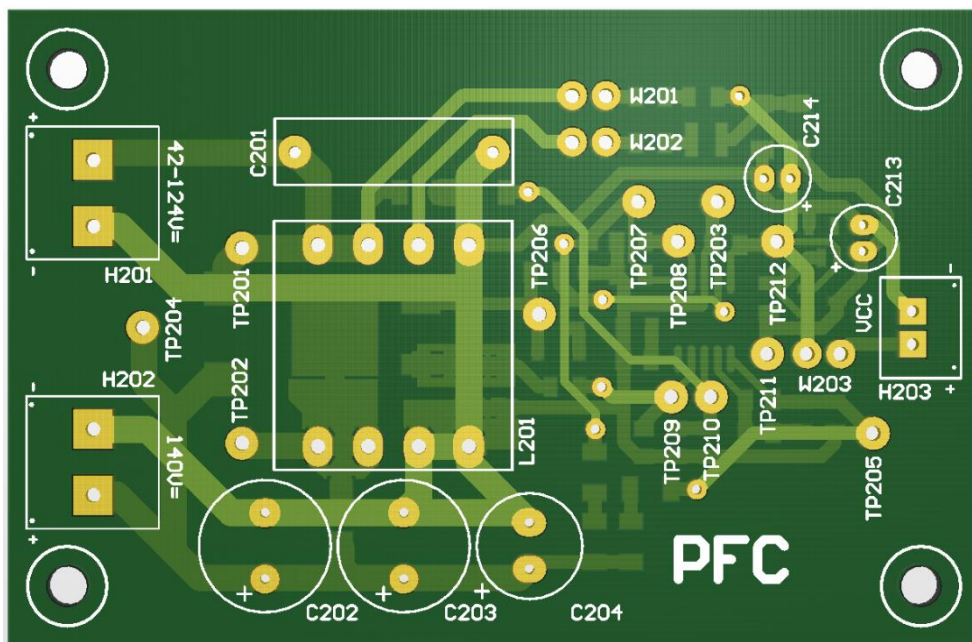 W201
C214
C201
W202
C213
42-124V=
H201
TP201
TP206
TP207
TP208
TP203
TP212
VCC
TP204
H202
TP202
TP211
W203
H203
140V=
L201
TP209
TP210
TP205
PFC
C202
C203
C204